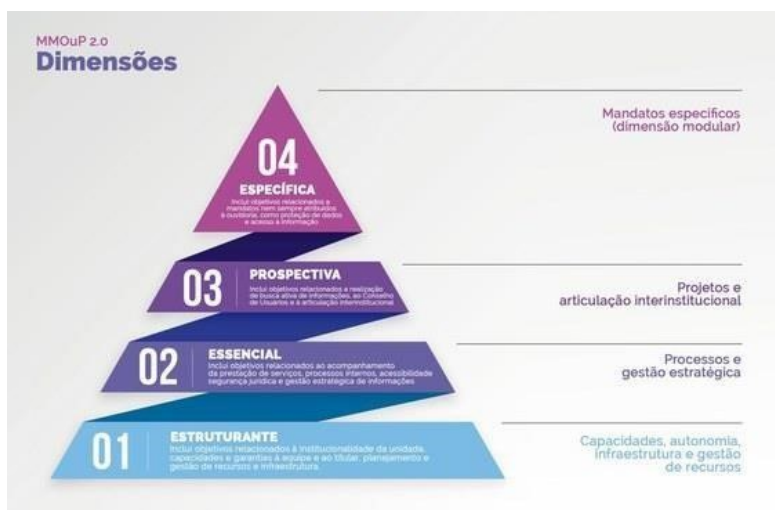 MMOuP 2.0
Dimensões
04
ESPECÍFICA
Inclui objetivos relacionados a
mandatos nem sempre atribuídos
à ouvidoria, como proteção de dados
e acesso à informação
Mandatos específicos
(dimensão modular)
03
PROSPECTIVA
Inclui objetivos relacionados a realização
de busca ativa de informações, ao Conselho
de Usuários e à articulação interinstitucional
Projetos e
articulação interinstitucional
02
ESSENCIAL
Inclui objetivos relacionados ao acompanhamento
da prestação de serviços, processos internos, acessibilidade
segurança jurídica e gestão estratégica de informações
Processos e
gestão estratégica
01
ESTRUTURANTE
Inclui objetivos relacionados à institucionalidade da unidade,
capacidades e garantias à equipe e ao titular, planejamento e
gestão de recursos e infraestrutura.
Capacidades, autonomia,
infraestrutura e gestão
de recursos